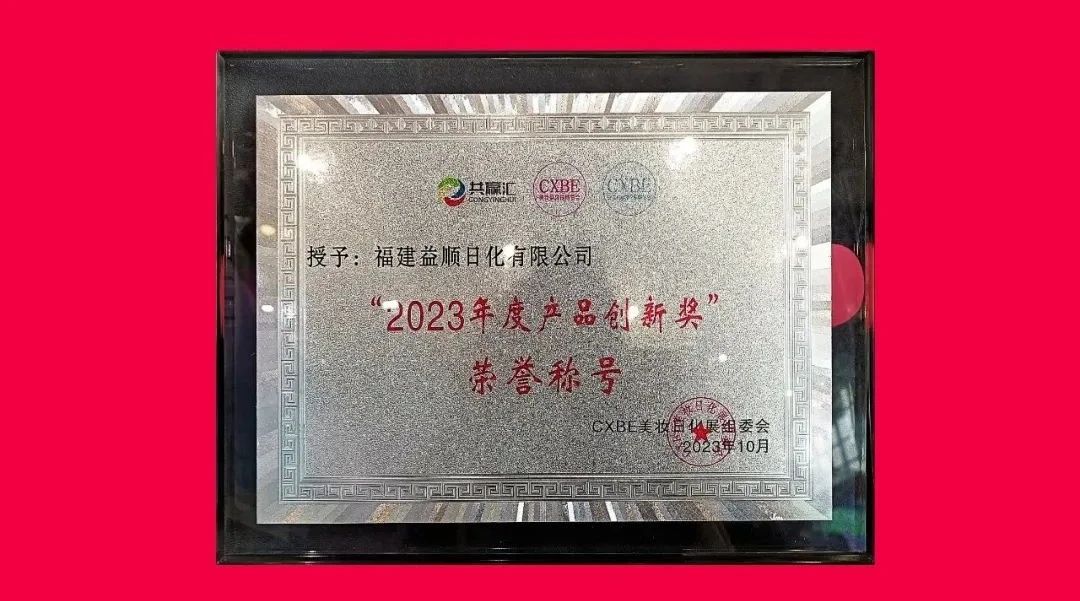 共赢汇 CXBE CXBE
GONGYINGHUI
授予：福建益顺日化有限公司
“2023年度产品创新奖”
荣誉称号
CXBE美妆日化展组委会
2023年10月